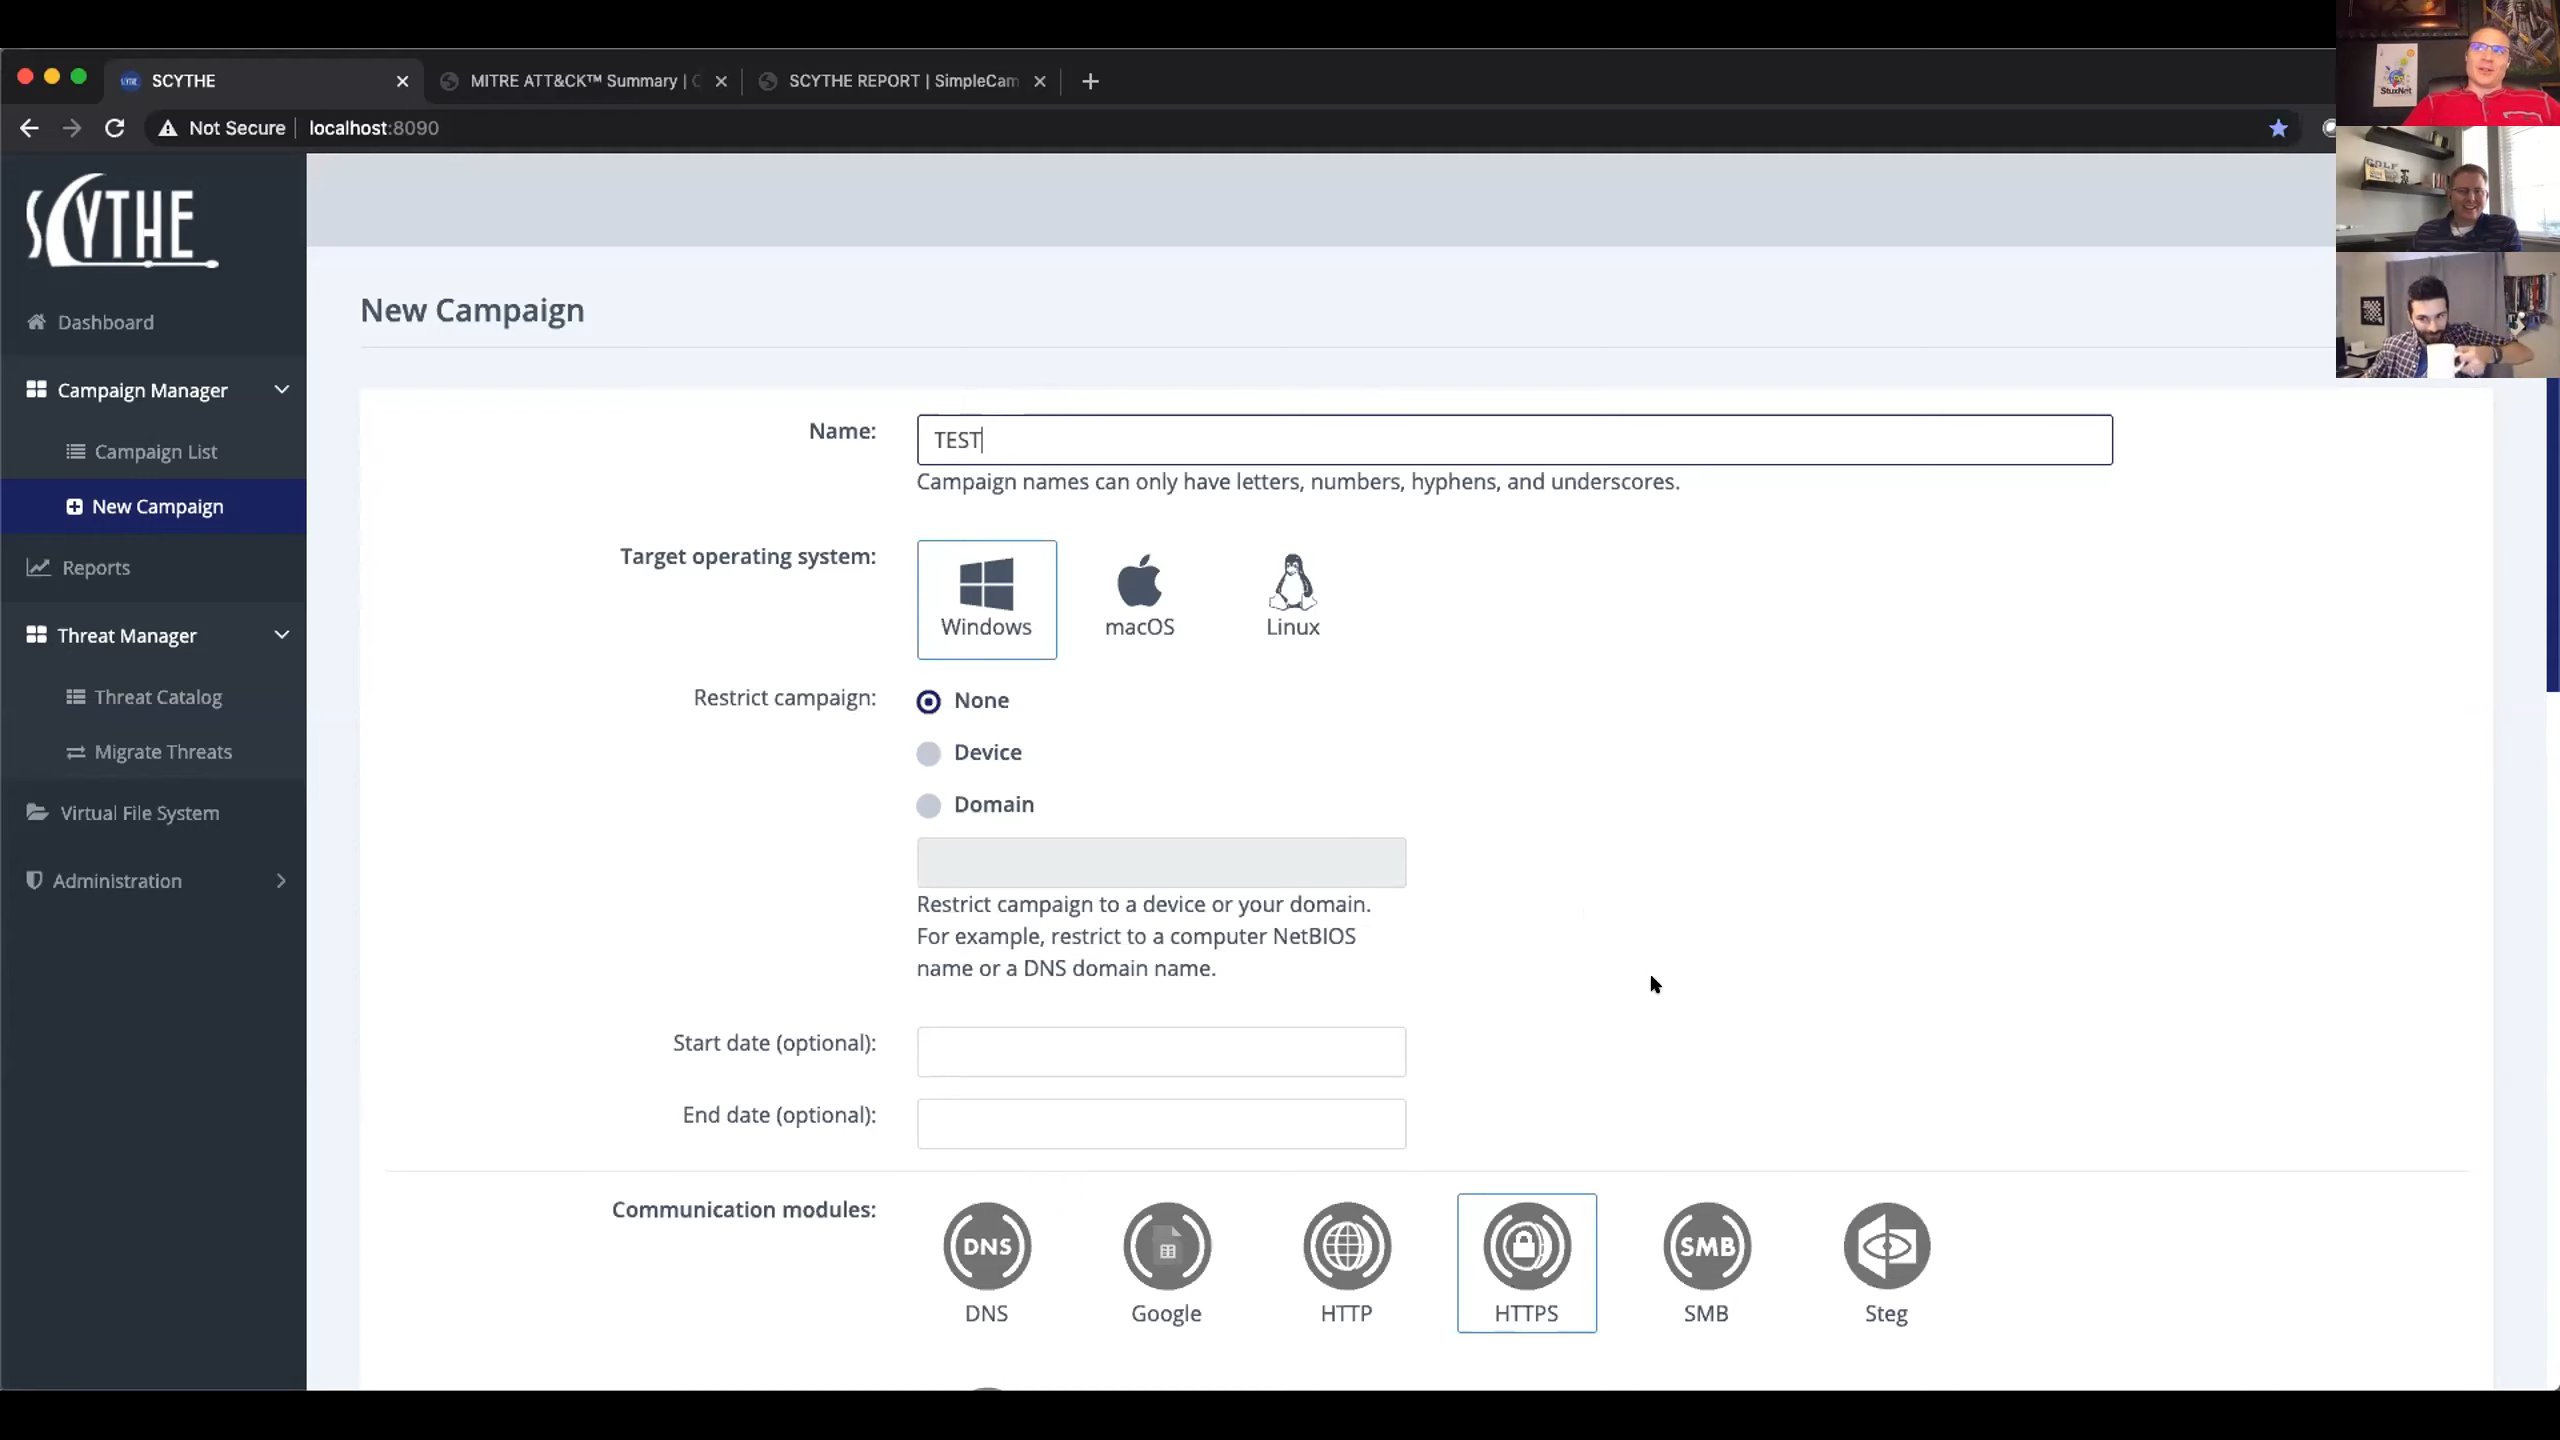 SCYTHE
MITRE ATT&CK™ Summary | C
SCYTHE REPORT | SimpleCam
Not Secure
localhost:8090
StuxNet
GOLF
SCYTHE
Dashboard
Campaign Manager
Campaign List
New Campaign
Reports
Threat Manager
Threat Catalog
Migrate Threats
Virtual File System
Administration
New Campaign
Name:
TEST
Campaign names can only have letters, numbers, hyphens, and underscores.
Target operating system:
Windows
macOS
Linux
Restrict campaign:
None
Device
Domain
Restrict campaign to a device or your domain.
For example, restrict to a computer NetBIOS
name or a DNS domain name.
Start date (optional):
End date (optional):
Communication modules:
DNS
SMB
DNS
Google
HTTP
HTTPS
SMB
Steg